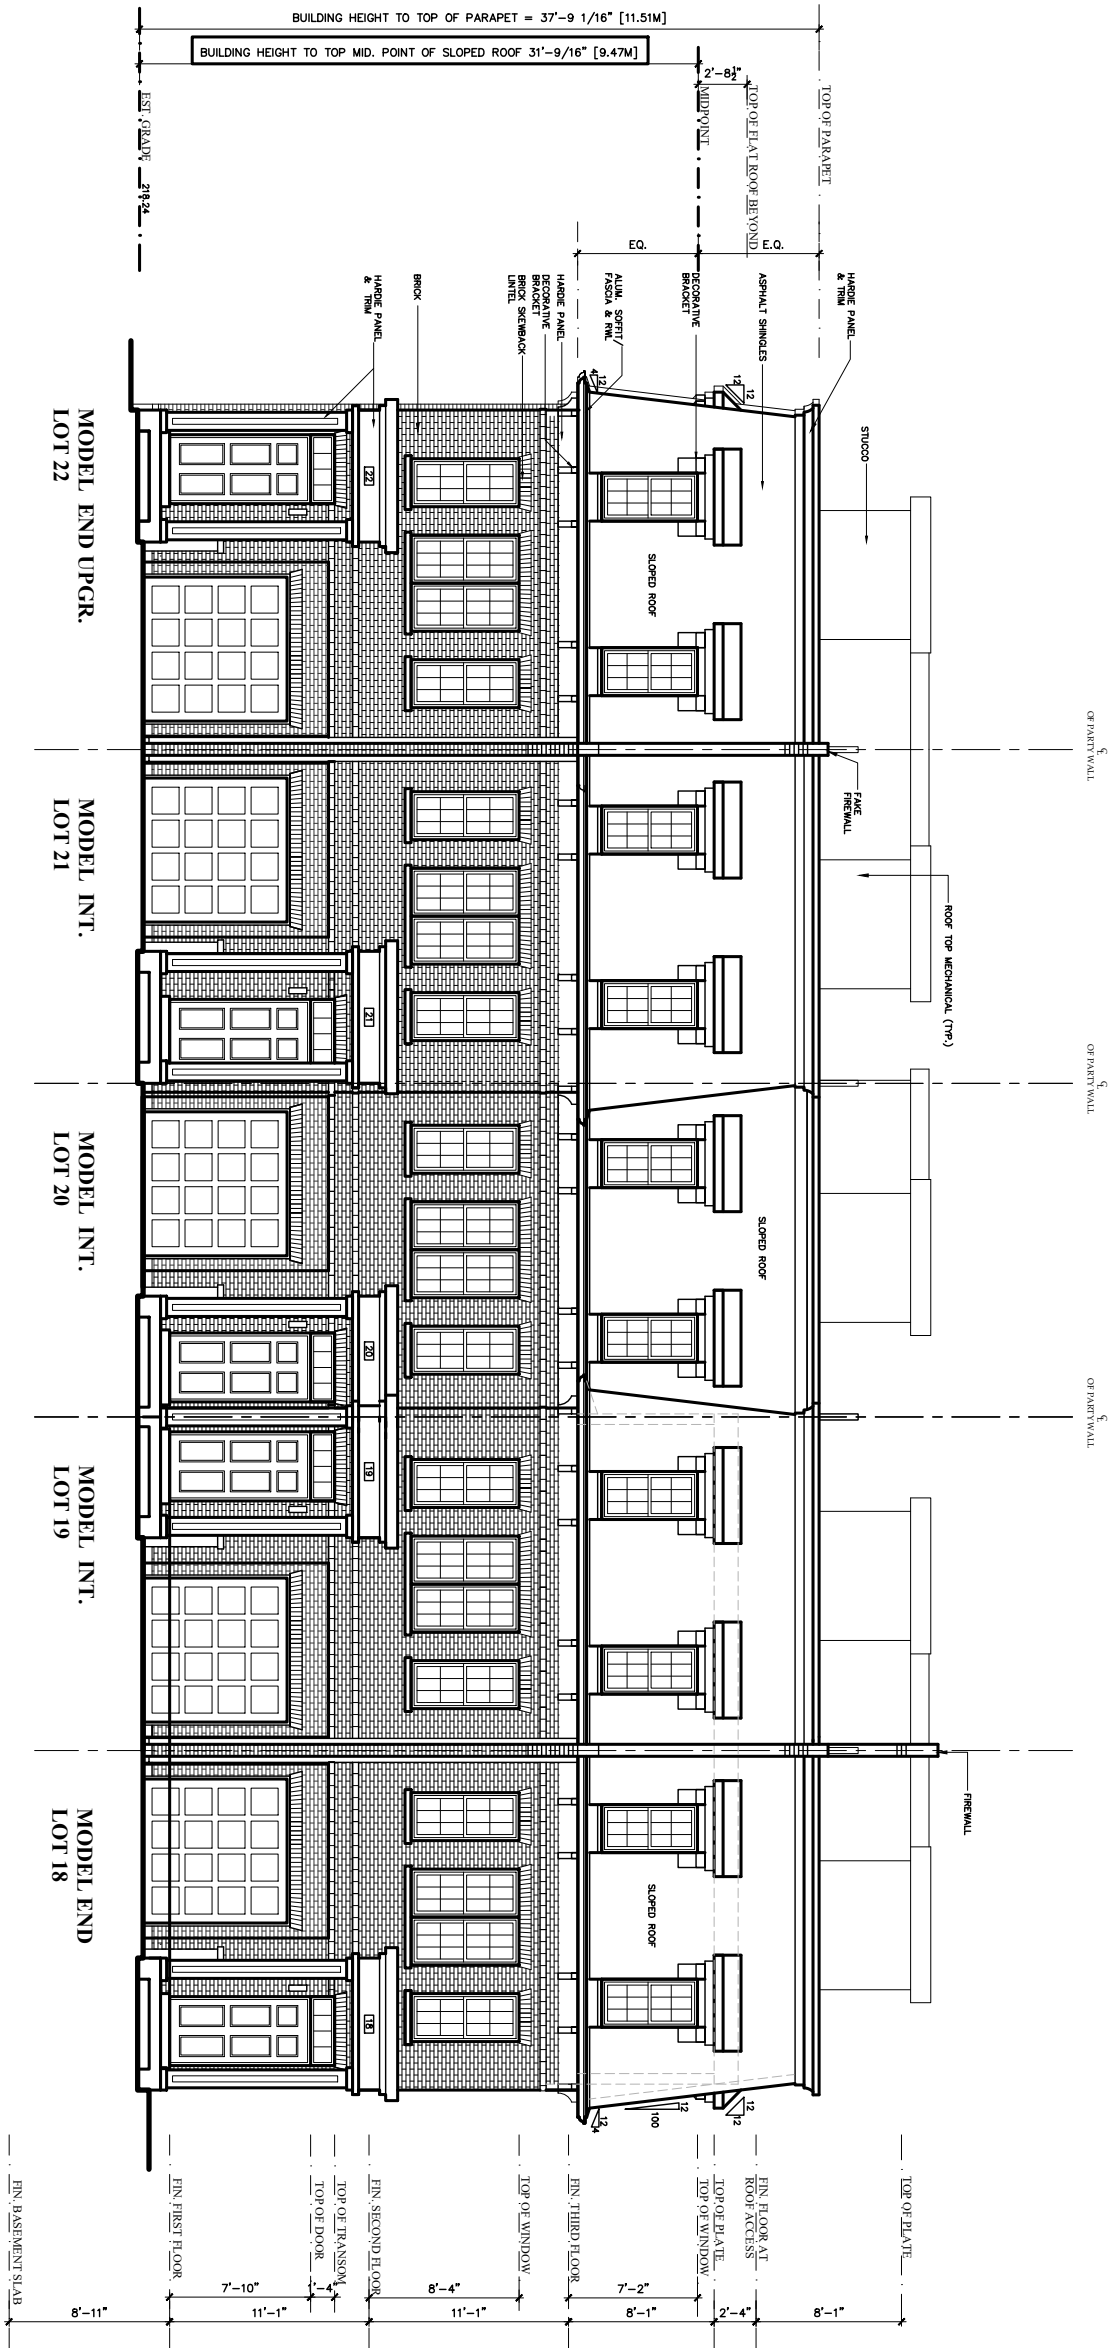 BUILDING HEIGHT TO TOP OF PARAPET = 37'-9 1/16" [11.51M]
BUILDING HEIGHT TO TOP MID. POINT OF SLOPED ROOF 31'-9/16" [9.47M]
2'-8½"
TOP OF PARAPET
TOP OF FLAT ROOF BEYOND
MIDPOINT
EST. GRADE 218.24
E.Q.
EQ.
HARDIE PANEL
& TRIM
ASPHALT SHINGLES
DECORATIVE
BRACKET
ALUM. SOFFIT/
FASCIA & RWL
HARDIE PANEL
DECORATIVE
BRACKET
BRICK SKEWBACK
LINTEL
BRICK
HARDIE PANEL
& TRIM
STUCCO
12
12
12
4
SLOPED ROOF
22
MODEL END UPGR.
LOT 22
℄
OF PARTYWALL
FAKE
FIREWALL
ROOF TOP MECHANICAL (TYP.)
21
MODEL INT.
LOT 21
℄
OF PARTYWALL
SLOPED ROOF
20
MODEL INT.
LOT 20
℄
OF PARTYWALL
19
MODEL INT.
LOT 19
FIREWALL
SLOPED ROOF
18
MODEL END
LOT 18
12
12
12
100
12
4
TOP OF PLATE
FIN. FLOOR AT
ROOF ACCESS
TOP OF PLATE
TOP OF WINDOW
FIN. THIRD FLOOR
TOP OF WINDOW
FIN. SECOND FLOOR
TOP OF TRANSOM
TOP OF DOOR
FIN. FIRST FLOOR
FIN. BASEMENT SLAB
7'-2"
8'-4"
1'-4"
7'-10"
8'-1"
2'-4"
8'-1"
11'-1"
11'-1"
8'-11"